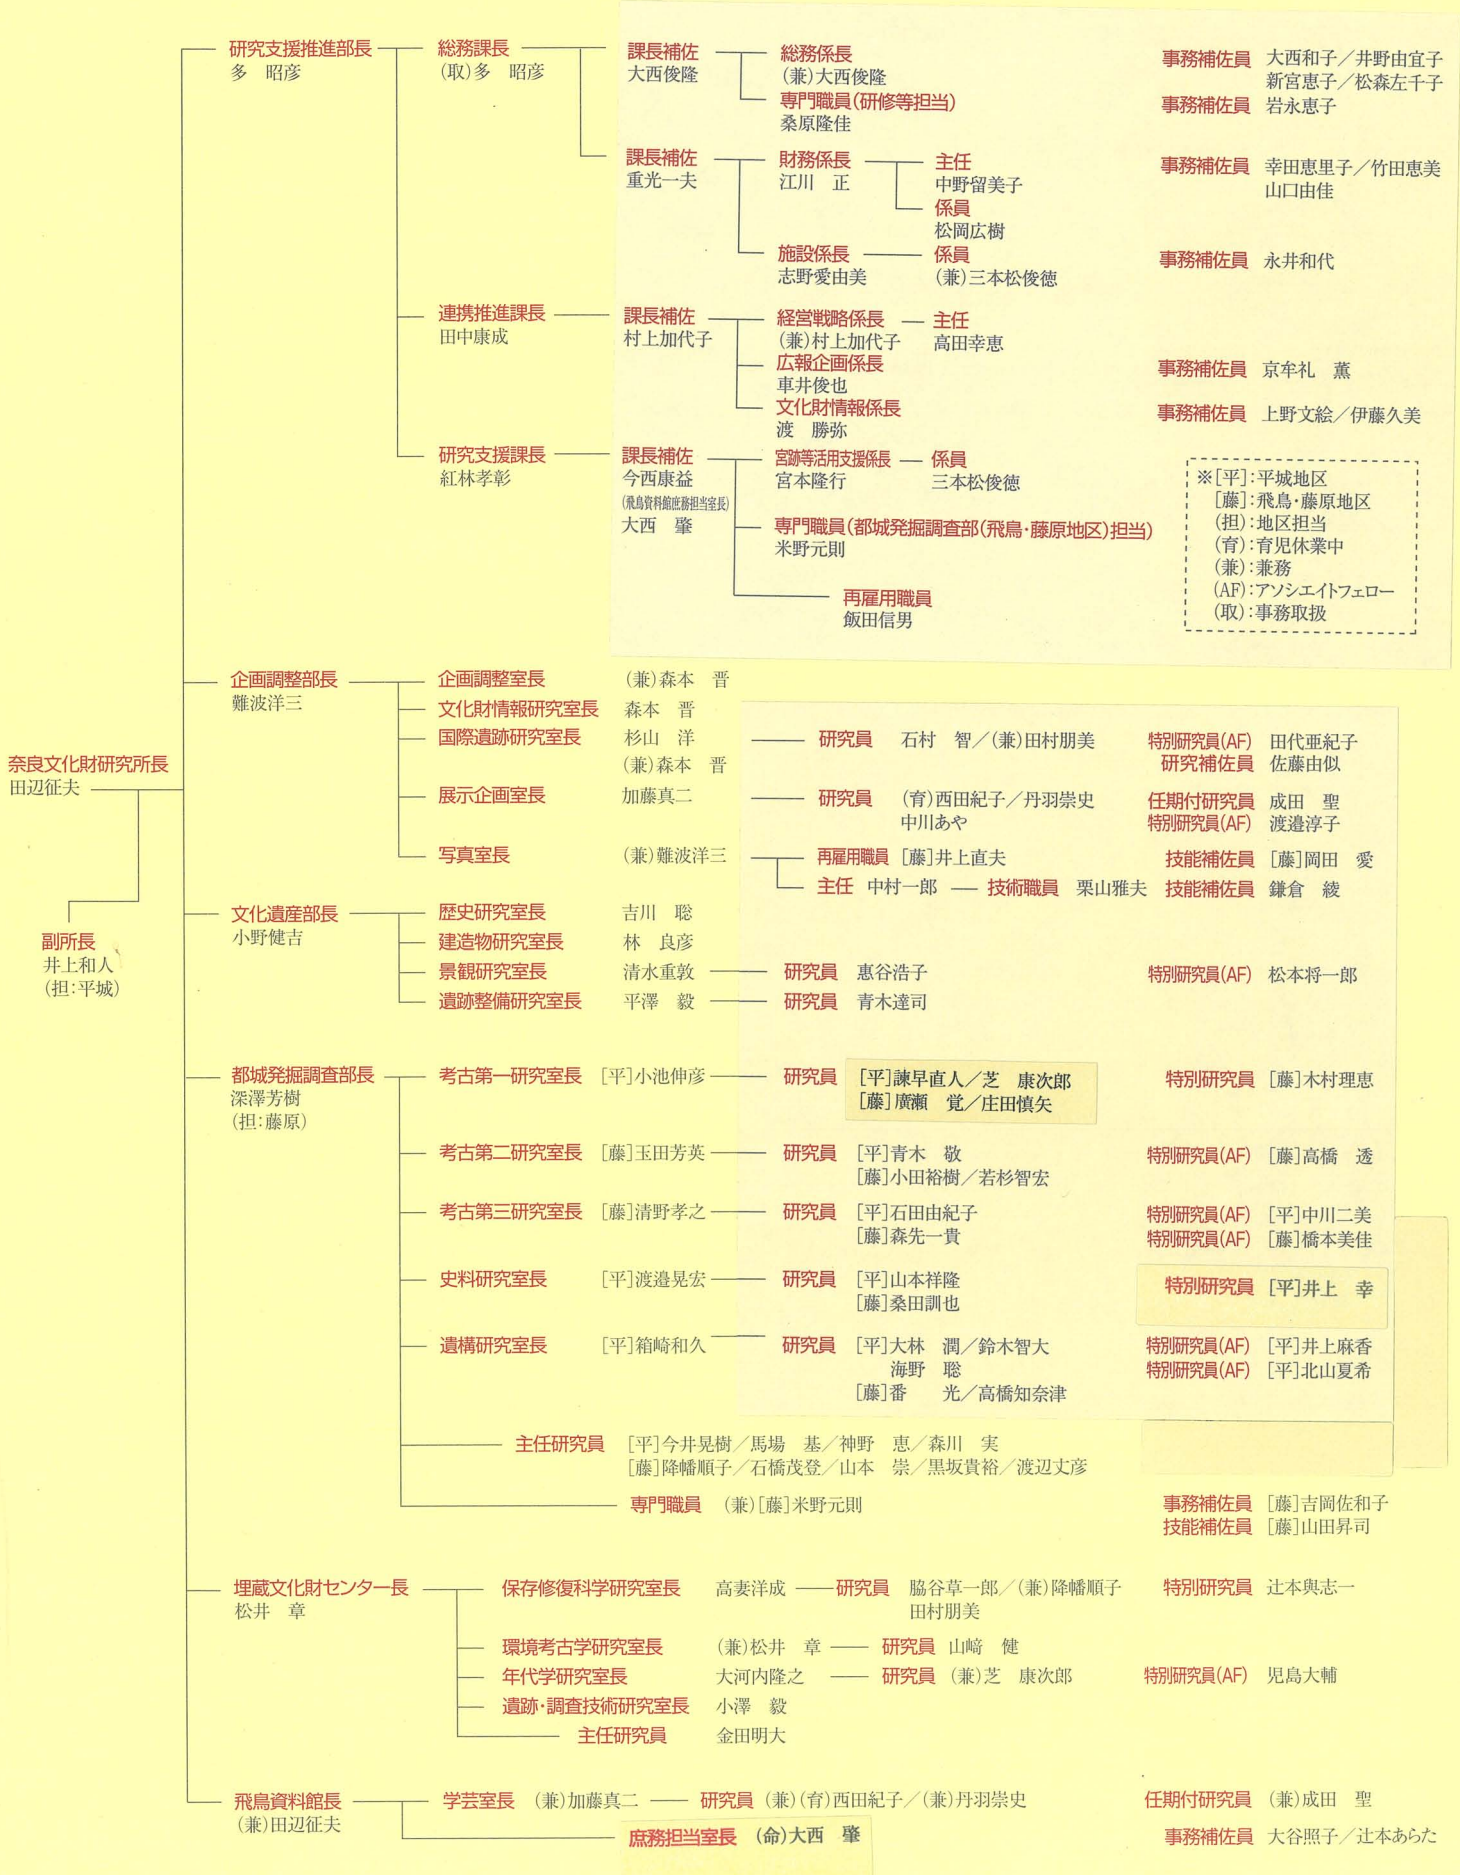 研究支援推進部長 総務課長 課長補佐 総務係長 事務補佐員 大西和子／井野由宜子
多　昭彦 (取)多　昭彦 大西俊隆 (兼)大西俊隆 新宮恵子／松森左千子
専門職員(研修等担当) 事務補佐員 岩永恵子
桑原隆佳
課長補佐 財務係長 主任 事務補佐員 幸田恵里子／竹田恵美
重光一夫 江川　正 中野留美子 山口由佳
係員
松岡広樹
施設係長 係員 事務補佐員 永井和代
志野愛由美 (兼)三本松俊徳
連携推進課長 課長補佐 経営戦略係長 主任
田中康成 村上加代子 (兼)村上加代子 高田幸恵
広報企画係長 事務補佐員 京牟礼　薫
車井俊也
文化財情報係長 事務補佐員 上野文絵／伊藤久美
渡　勝弥
研究支援課長 課長補佐 宮跡等活用支援係長 係員
紅林孝彰 今西康益 宮本隆行 三本松俊徳
(飛鳥資料館庶務担当室長)
大西　肇 専門職員(都城発掘調査部(飛鳥・藤原地区)担当)
米野元則
再雇用職員
飯田信男
※[平]：平城地区
[藤]：飛鳥・藤原地区
(担)：地区担当
(育)：育児休業中
(兼)：兼務
(AF)：アソシエイトフェロー
(取)：事務取扱
企画調整部長 企画調整室長 (兼)森本　晋
難波洋三
文化財情報研究室長 森本　晋
国際遺跡研究室長 杉山　洋 研究員 石村　智／(兼)田村朋美 特別研究員(AF) 田代亜紀子
(兼)森本　晋 研究補佐員 佐藤由似
展示企画室長 加藤真二 研究員 (育)西田紀子／丹羽崇史 任期付研究員 成田　聖
中川あや 特別研究員(AF) 渡邉淳子
写真室長 (兼)難波洋三 再雇用職員 [藤]井上直夫 技能補佐員 [藤]岡田　愛
主任 中村一郎 技術職員 栗山雅夫 技能補佐員 鎌倉　綾
奈良文化財研究所長
田辺征夫
副所長
井上和人
(担：平城)
文化遺産部長 歴史研究室長 吉川　聡
小野健吉
建造物研究室長 林　良彦
景観研究室長 清水重敦 研究員 惠谷浩子 特別研究員(AF) 松本将一郎
遺跡整備研究室長 平澤　毅 研究員 青木達司
都城発掘調査部長 考古第一研究室長 [平]小池伸彦 研究員 [平]諫早直人／芝　康次郎 特別研究員 [藤]木村理恵
深澤芳樹 [藤]廣瀬　覚／庄田慎矢
(担：藤原)
考古第二研究室長 [藤]玉田芳英 研究員 [平]青木　敬 特別研究員(AF) [藤]高橋　透
[藤]小田裕樹／若杉智宏
考古第三研究室長 [藤]清野孝之 研究員 [平]石田由紀子 特別研究員(AF) [平]中川二美
[藤]森先一貴 特別研究員(AF) [藤]橋本美佳
史料研究室長 [平]渡邉晃宏 研究員 [平]山本祥隆 特別研究員 [平]井上　幸
[藤]桑田訓也
遺構研究室長 [平]箱崎和久 研究員 [平]大林　潤／鈴木智大 特別研究員(AF) [平]井上麻香
海野　聡 特別研究員(AF) [平]北山夏希
[藤]番　　光／高橋知奈津
主任研究員 [平]今井晃樹／馬場　基／神野　恵／森川　実
[藤]降幡順子／石橋茂登／山本　崇／黒坂貴裕／渡辺丈彦
専門職員 (兼)[藤]米野元則 事務補佐員 [藤]吉岡佐和子
技能補佐員 [藤]山田昇司
埋蔵文化財センター長 保存修復科学研究室長 高妻洋成 研究員 脇谷草一郎／(兼)降幡順子 特別研究員 辻本與志一
松井　章 田村朋美
環境考古学研究室長 (兼)松井　章 研究員 山﨑　健
年代学研究室長 大河内隆之 研究員 (兼)芝　康次郎 特別研究員(AF) 児島大輔
遺跡・調査技術研究室長 小澤　毅
主任研究員 金田明大
飛鳥資料館長 学芸室長 (兼)加藤真二 研究員 (兼)(育)西田紀子／(兼)丹羽崇史 任期付研究員 (兼)成田　聖
(兼)田辺征夫
庶務担当室長 (命)大西　肇 事務補佐員 大谷照子／辻本あらた